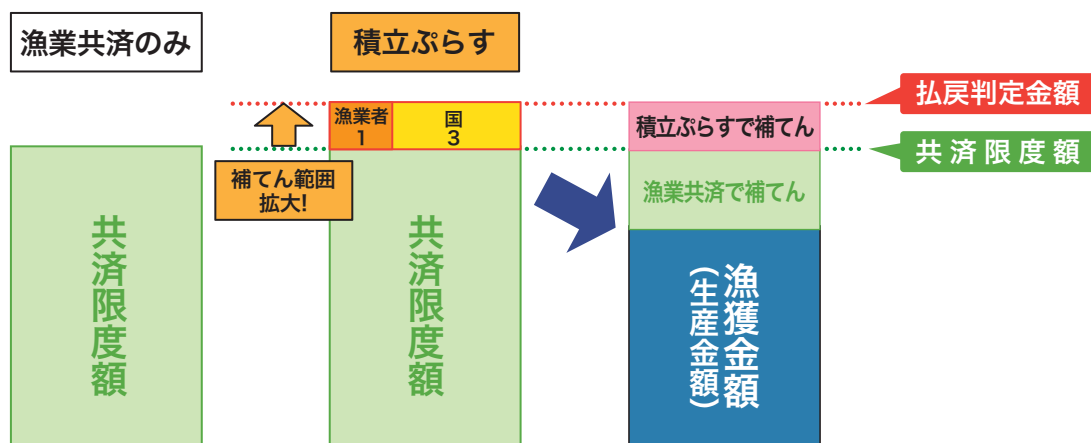 漁業共済のみ
積立ぷらす
払戻判定金額
漁業者
1
国
3
積立ぷらすで補てん
共済限度額
補てん範囲
拡大!
漁業共済で補てん
共済限度額
共済限度額
漁獲金額
(生産金額)